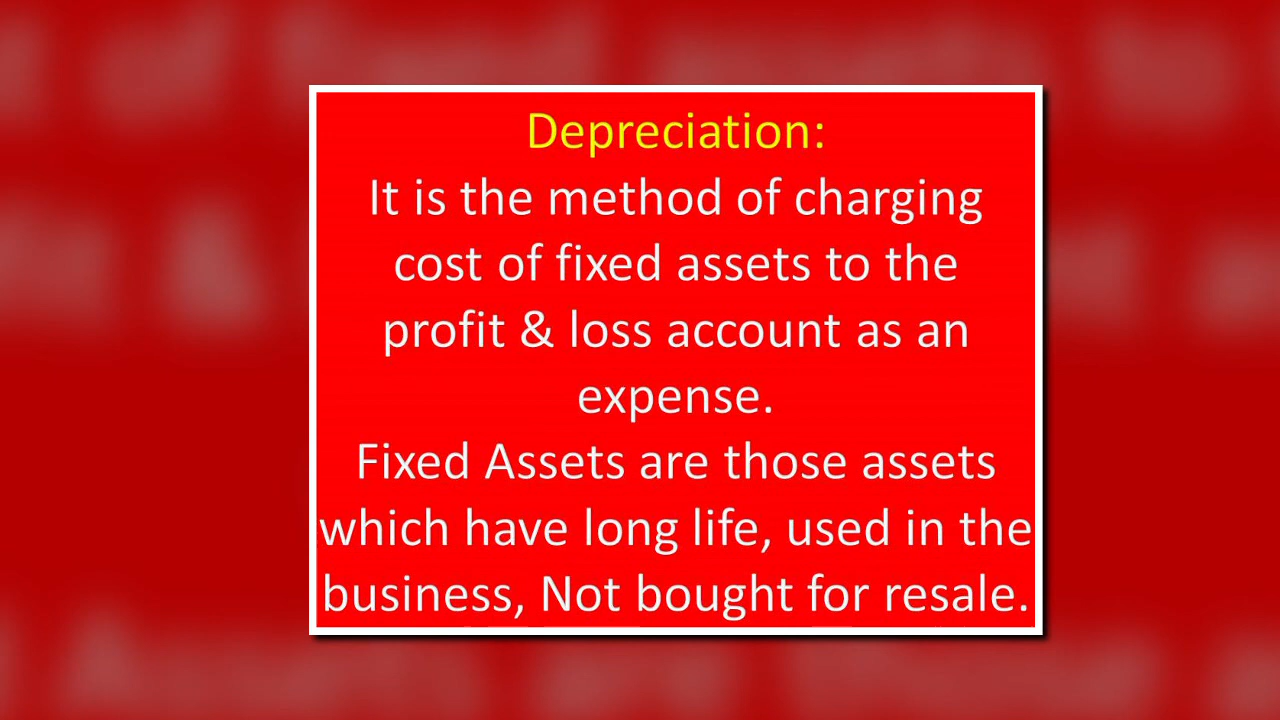 Depreciation:
It is the method of charging
cost of fixed assets to the
profit & loss account as an
expense.
Fixed Assets are those assets
which have long life, used in the
business, Not bought for resale.